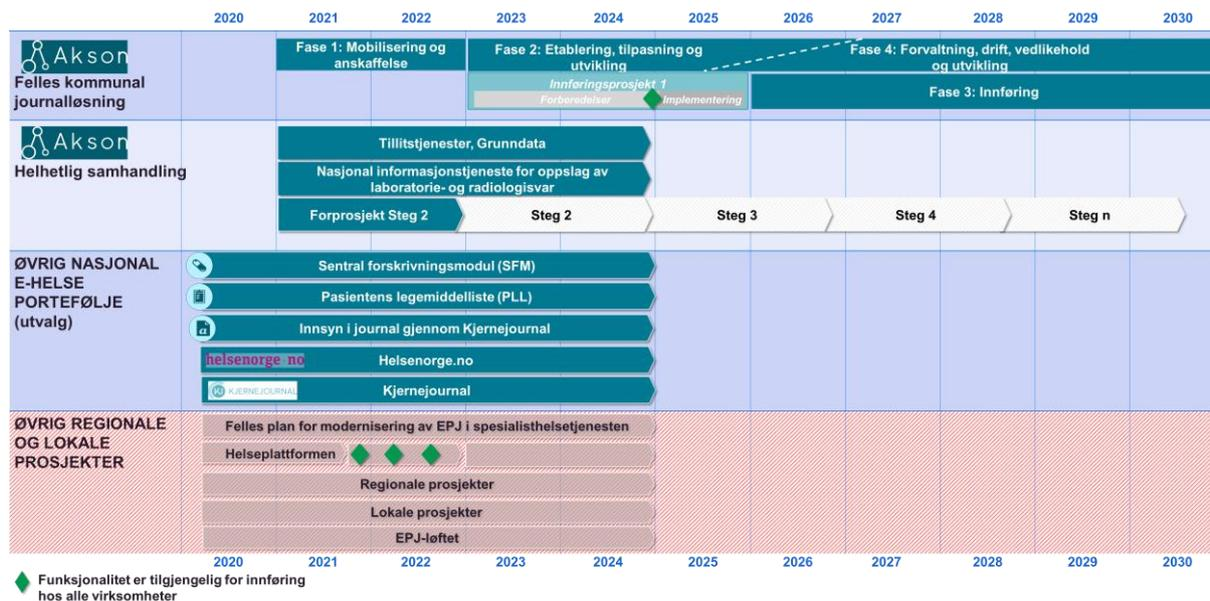 2020 2021 2022 2023 2024 2025 2026 2027 2028 2029 2030
Akson
Felles kommunal
journalløsning
Fase 1: Mobilisering og
anskaffelse
Fase 2: Etablering, tilpasning og
utvikling
Fase 4: Forvaltning, drift, vedlikehold
og utvikling
Innføringsprosjekt 1
Forberedelser
Implementering
Fase 3: Innføring
Akson
Helhetlig samhandling
Tillitstjenester, Grunndata
Nasjonal informasjonstjeneste for oppslag av
laboratorie- og radiologisvar
Forprosjekt Steg 2
Steg 2
Steg 3
Steg 4
Steg n
ØVRIG NASJONAL
E-HELSE
PORTEFØLJE
(utvalg)
Sentral forskrivningsmodul (SFM)
Pasientens legemiddelliste (PLL)
Innsyn i journal gjennom Kjernejournal
helsenorge no
Helsenorge.no
KJERNEJOURNAL
Kjernejournal
ØVRIG REGIONALE
OG LOKALE
PROSJEKTER
Felles plan for modernisering av EPJ i spesialisthelsetjenesten
Helseplattformen
Regionale prosjekter
Lokale prosjekter
EPJ-løftet
2020 2021 2022 2023 2024 2025 2026 2027 2028 2029 2030
Funksjonalitet er tilgjengelig for innføring
hos alle virksomheter